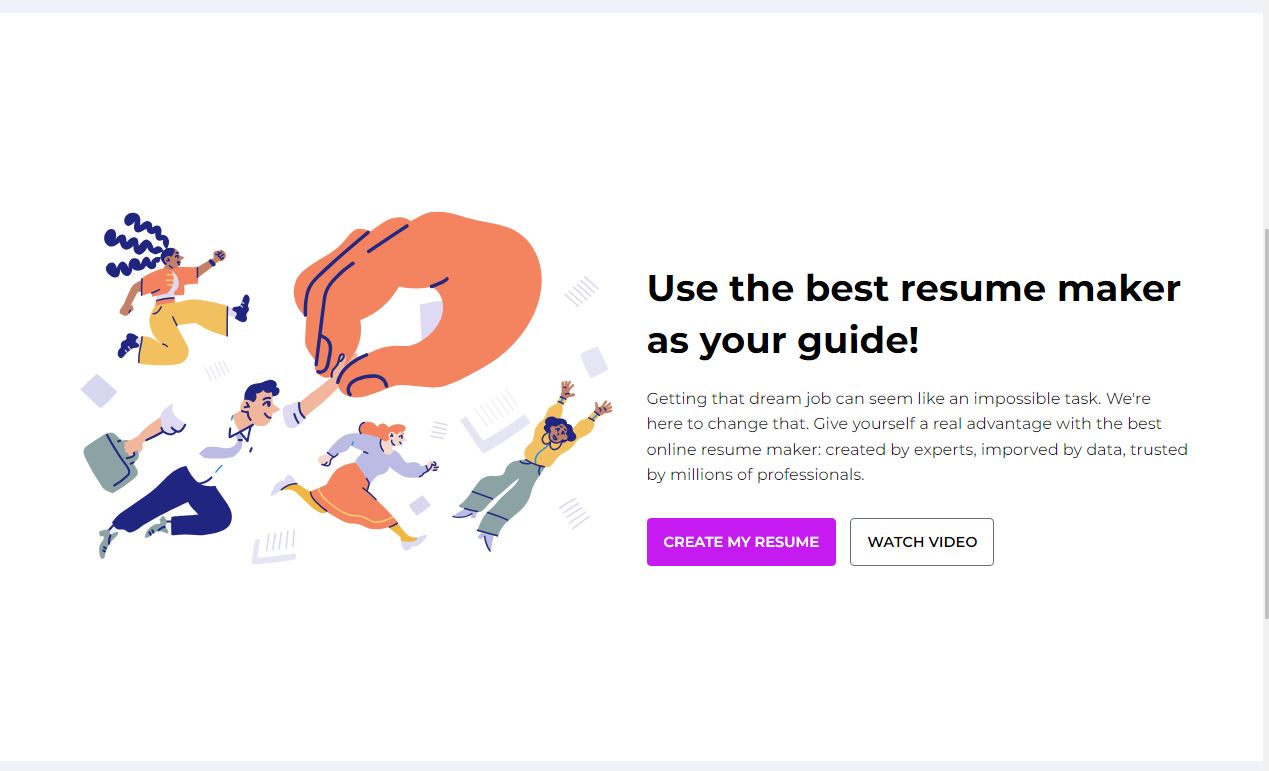 Use the best resume maker
as your guide!
Getting that dream job can seem like an impossible task. We're
here to change that. Give yourself a real advantage with the best
online resume maker: created by experts, imporved by data, trusted
by millions of professionals.
CREATE MY RESUME
WATCH VIDEO